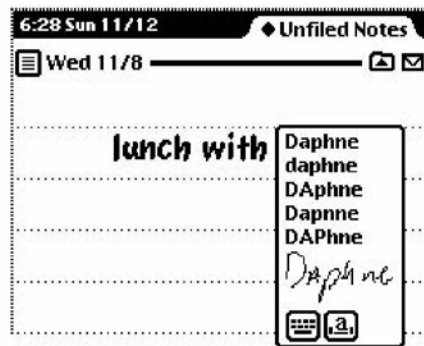 6:28 Sun 11/12 ◆ Unfiled Notes
Wed 11/8
lunch with
Daphne
daphne
DAphne
Dapnne
DAPhne
DAphne
a